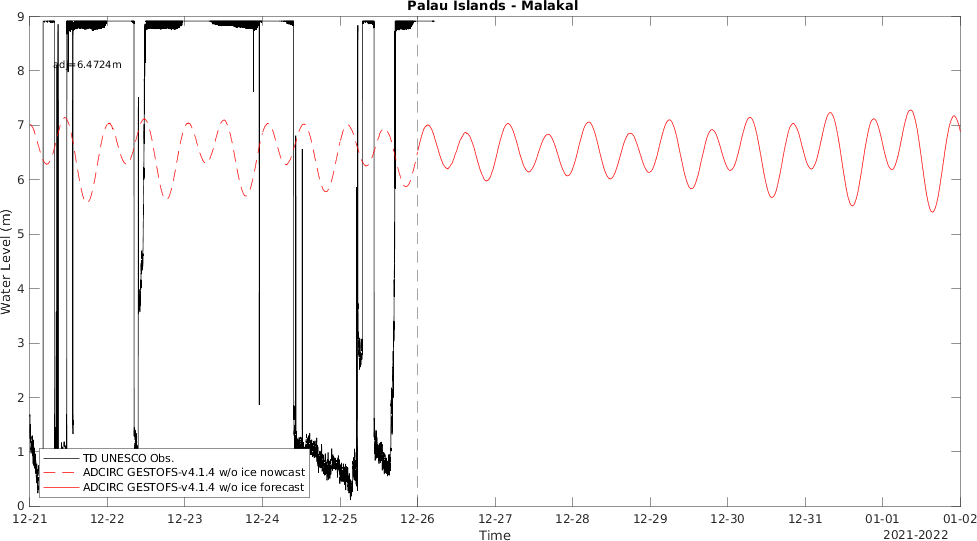 Palau Islands - Malakal
9
8
7
6
5
4
3
2
1
0
Water Level (m)
adj=6.4724m
TD UNESCO Obs.
ADCIRC GESTOFS-v4.1.4 w/o ice nowcast
ADCIRC GESTOFS-v4.1.4 w/o ice forecast
12-21 12-22 12-23 12-24 12-25 12-26 12-27 12-28 12-29 12-30 12-31 01-01 01-02
Time
2021-2022